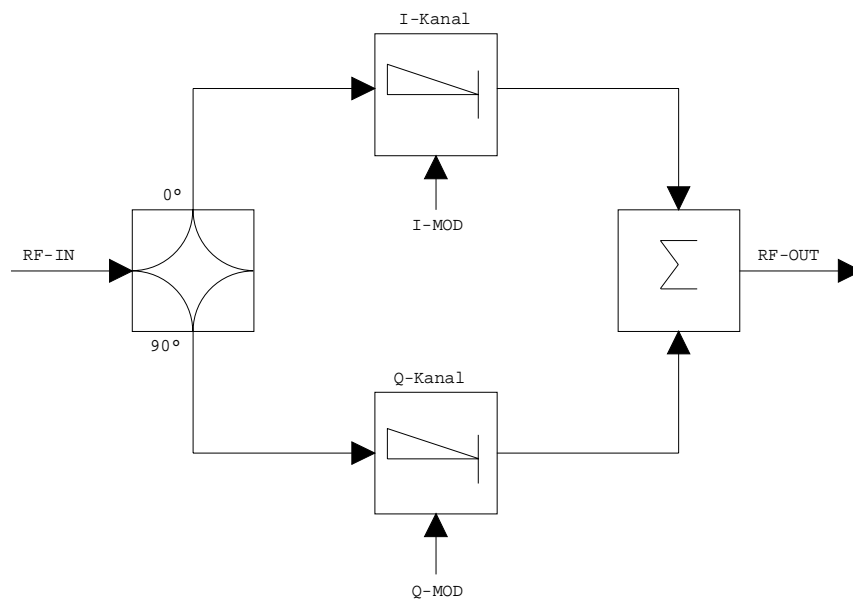 I-Kanal
0°
I-MOD
RF-IN
Σ
RF-OUT
90°
Q-Kanal
Q-MOD